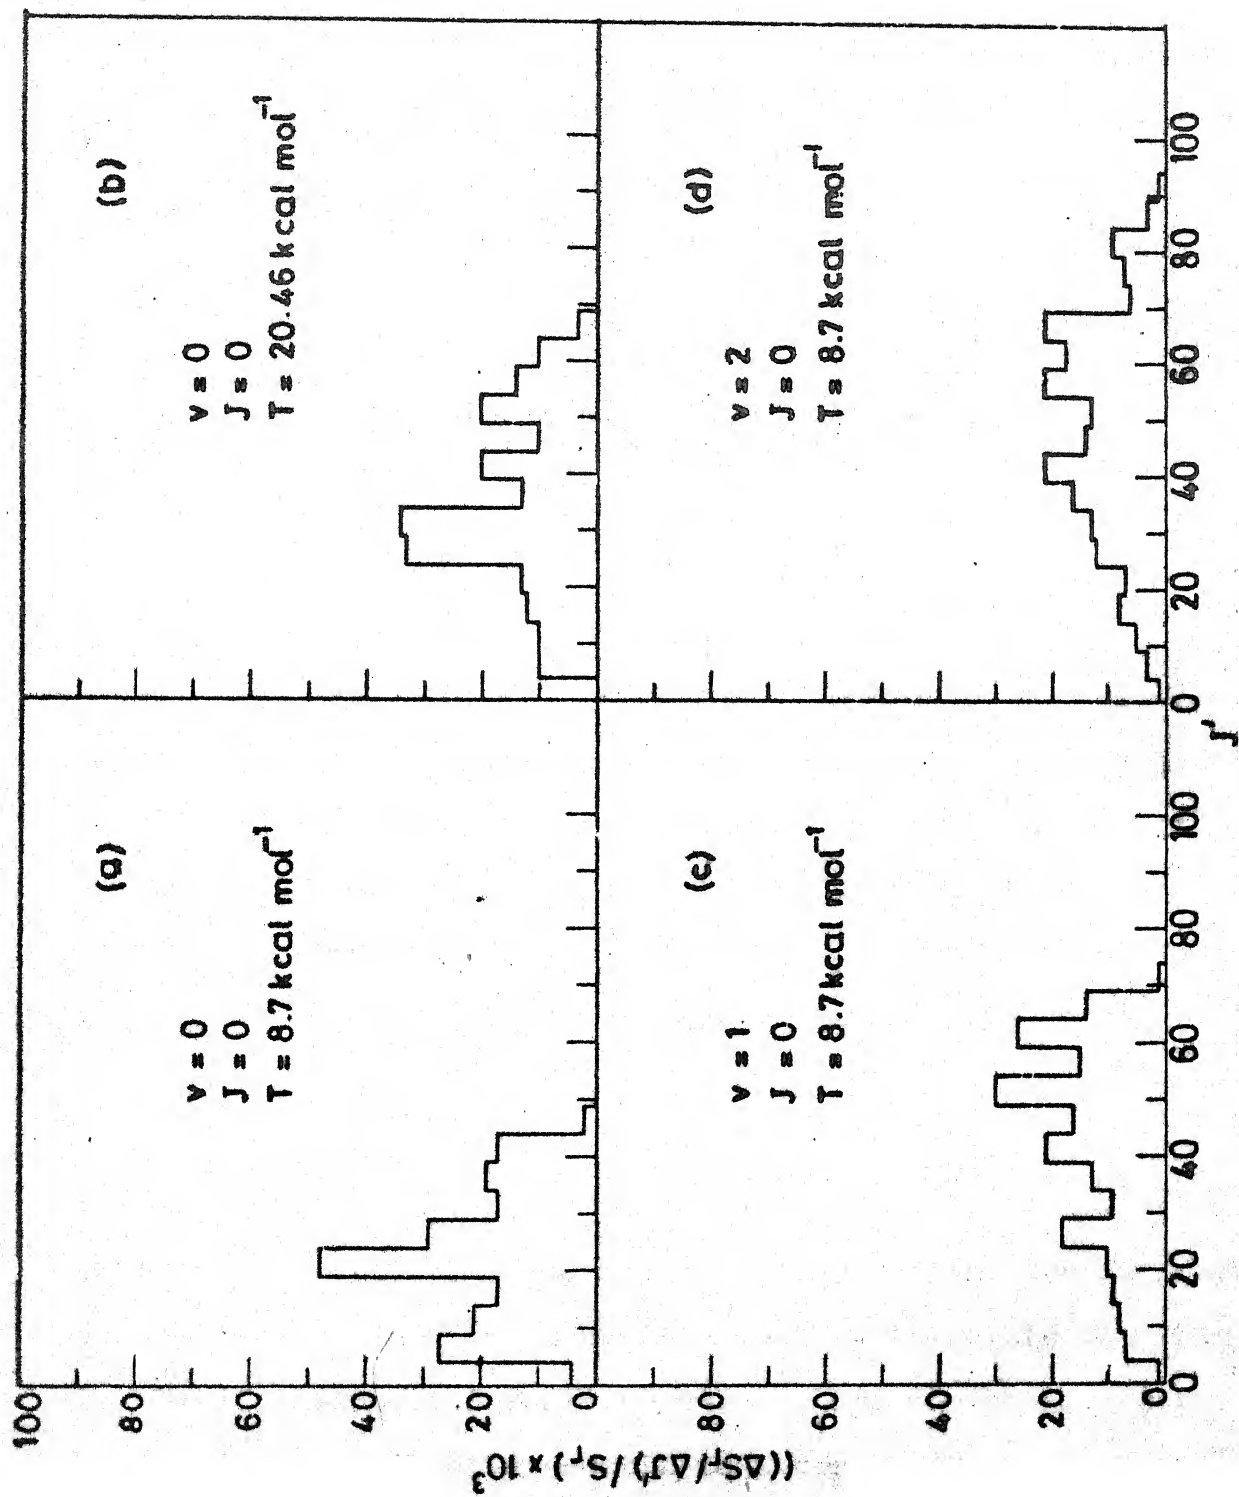 ((ΔSr/ΔJ')/Sr) × 10³
100
80
60
40
20
0
(a)
v = 0
J = 0
T = 8.7 kcal mol⁻¹
(b)
v = 0
J = 0
T = 20.46 kcal mol⁻¹
80
60
40
20
0
(c)
v = 1
J = 0
T = 8.7 kcal mol⁻¹
(d)
v = 2
J = 0
T = 8.7 kcal mol⁻¹
0 20 40 60 80 100
0 20 40 60 80 100
J'